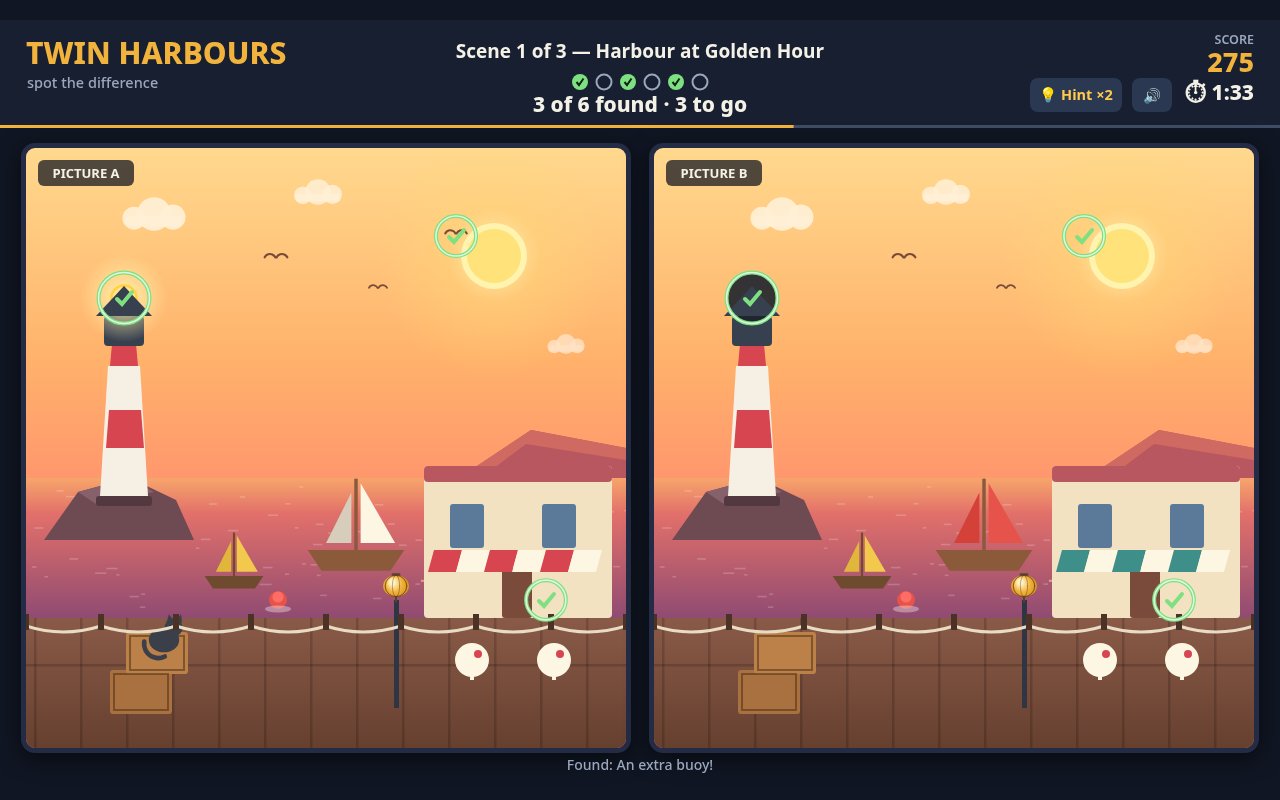 TWIN HARBOURS
spot the difference
Scene 1 of 3 — Harbour at Golden Hour
3 of 6 found · 3 to go
SCORE
275
💡 Hint ×2
🔊
⏱ 1:33
PICTURE A
PICTURE B
Found: An extra buoy!